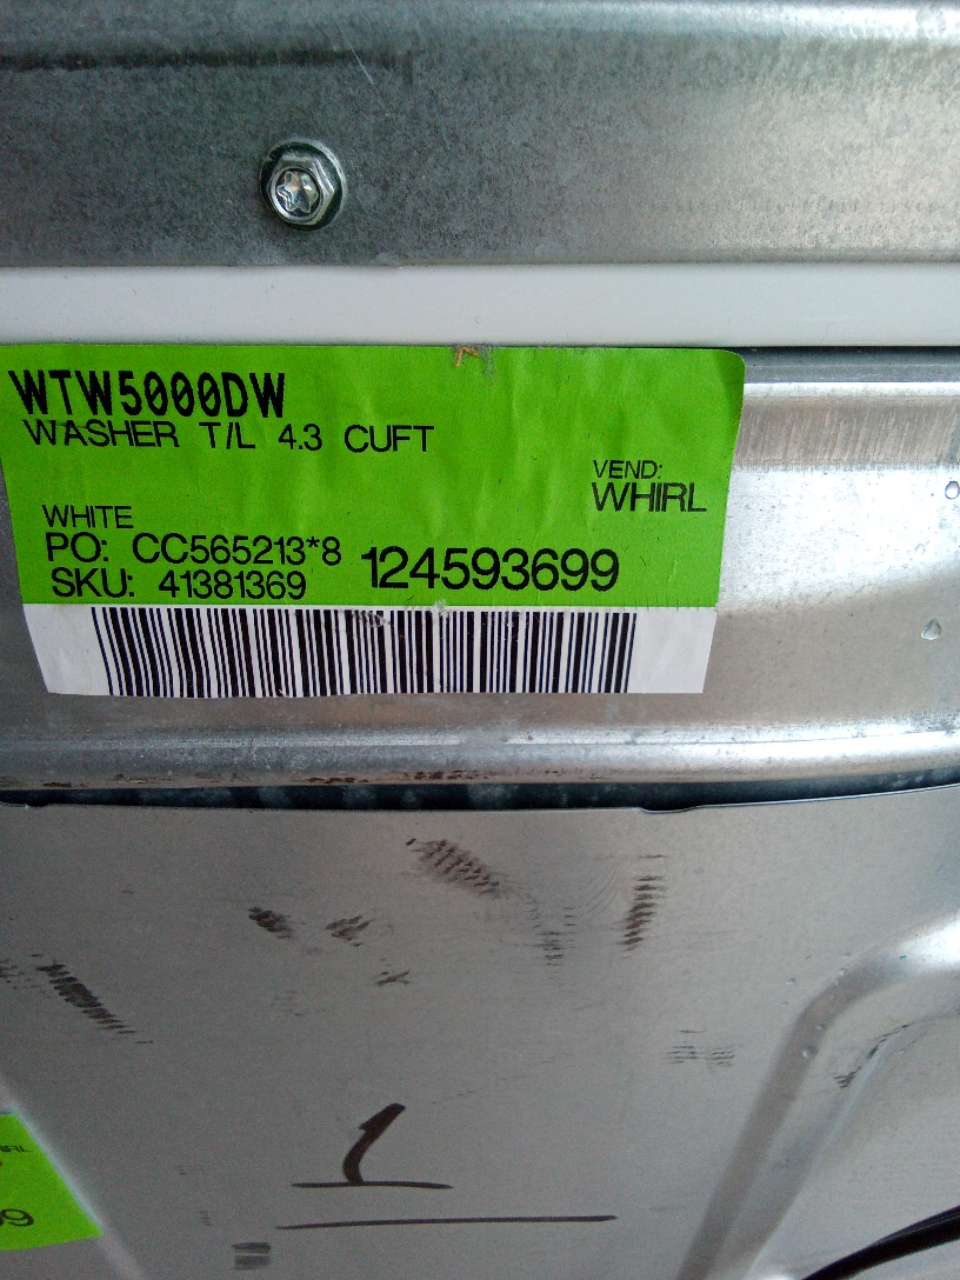 WTW5000DW
WASHER T/L 4.3 CUFT
VEND:
WHIRL
WHITE
PO: CC565213*8 124593699
SKU: 41381369
1